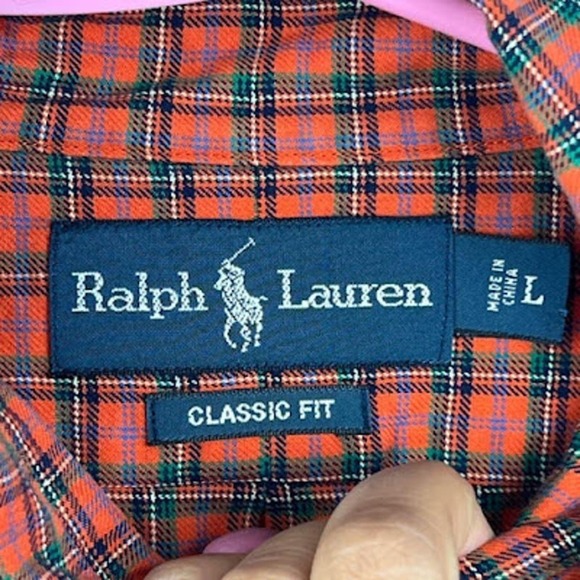 Ralph Lauren
MADE IN
CHINA
L
CLASSIC FIT